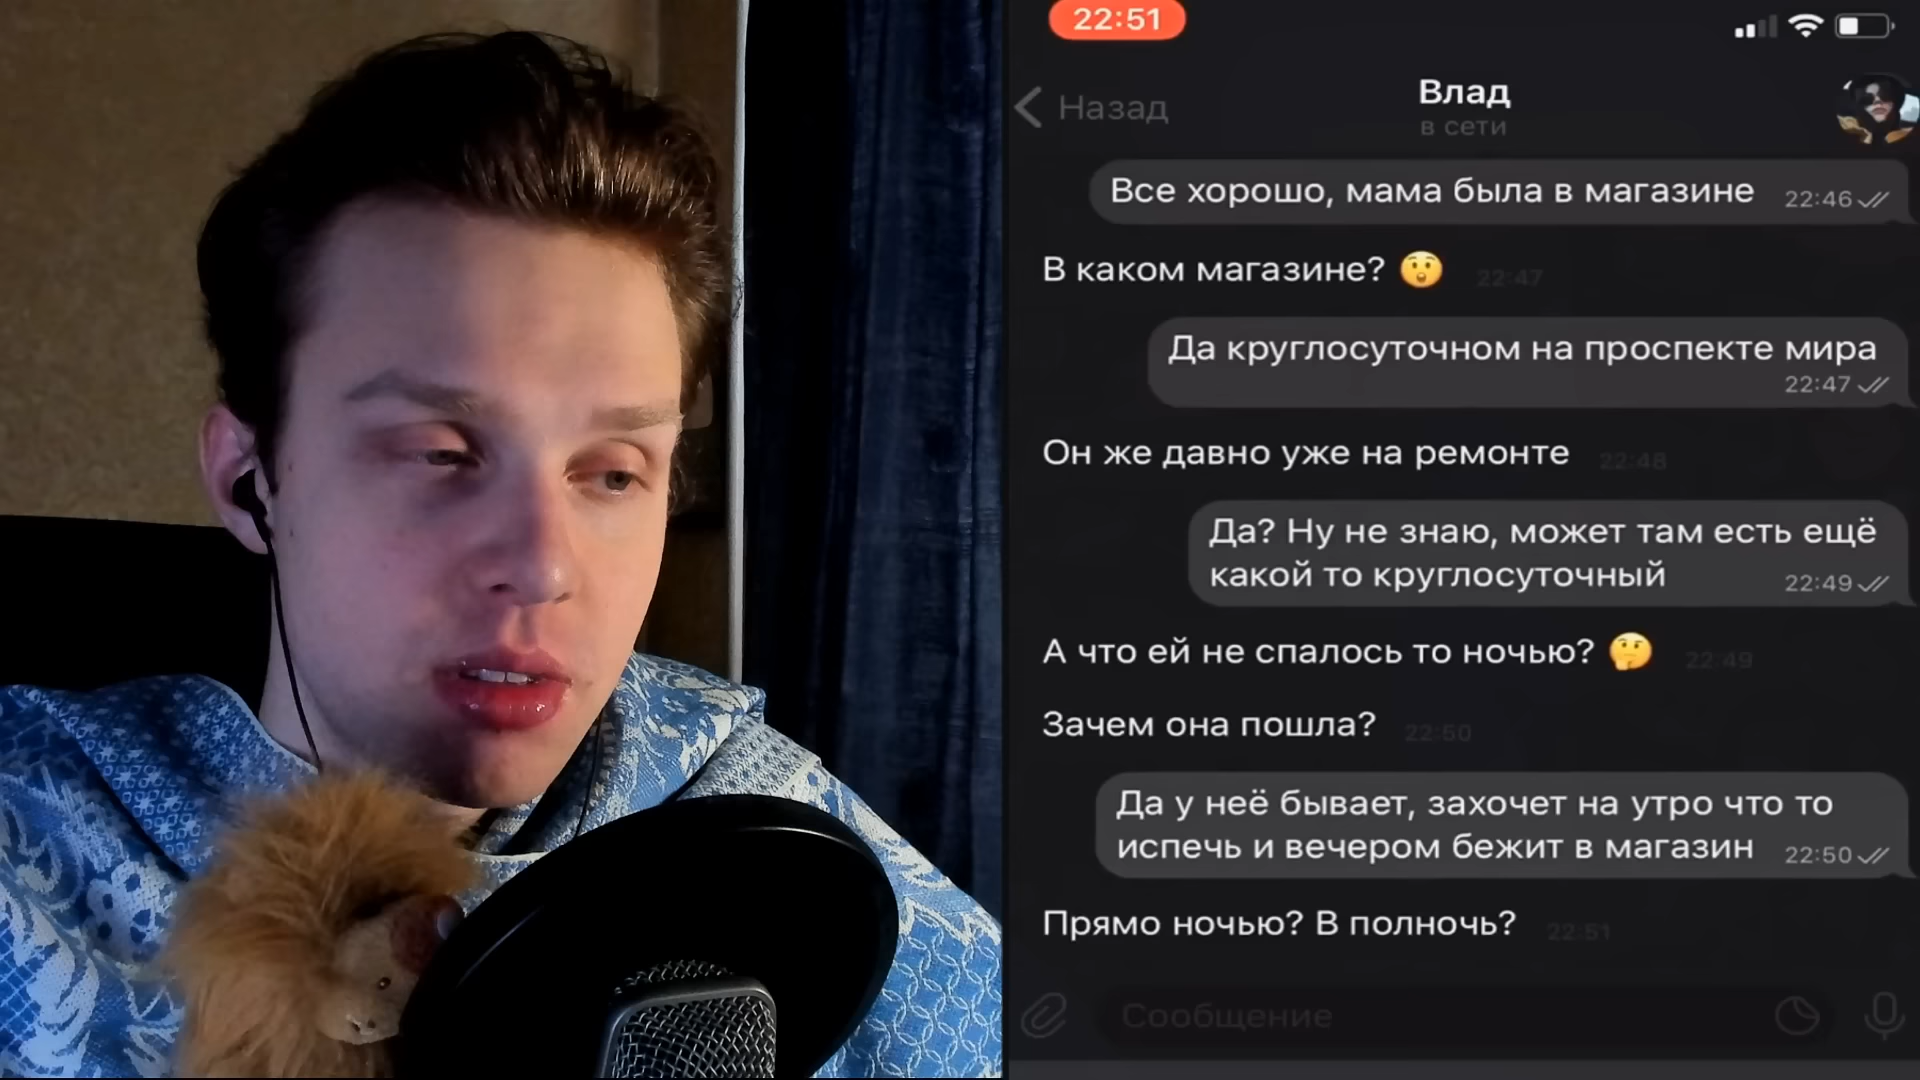 22:51
Назад
Влад
в сети
Все хорошо, мама была в магазине 22:46
В каком магазине? 😲 22:47
Да круглосуточном на проспекте мира
22:47
Он же давно уже на ремонте 22:48
Да? Ну не знаю, может там есть ещё
какой то круглосуточный 22:49
А что ей не спалось то ночью? 🤔 22:49
Зачем она пошла? 22:50
Да у неё бывает, захочет на утро что то
испечь и вечером бежит в магазин 22:50
Прямо ночью? В полночь? 22:51
Сообщение